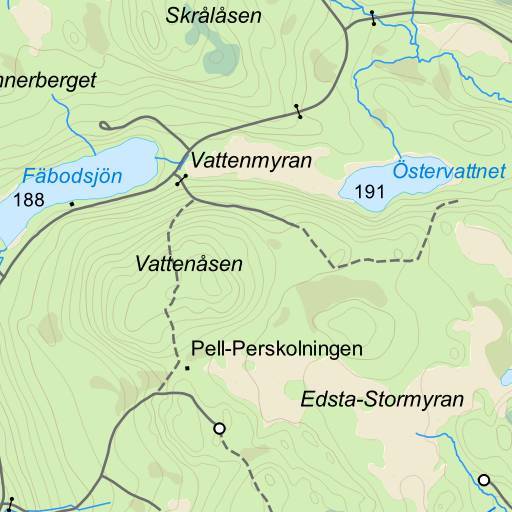 Skrålåsen
nnerberget
Vattenmyran
Fäbodsjön
Östervattnet
188
191
Vattenåsen
Pell-Perskolningen
Edsta-Stormyran